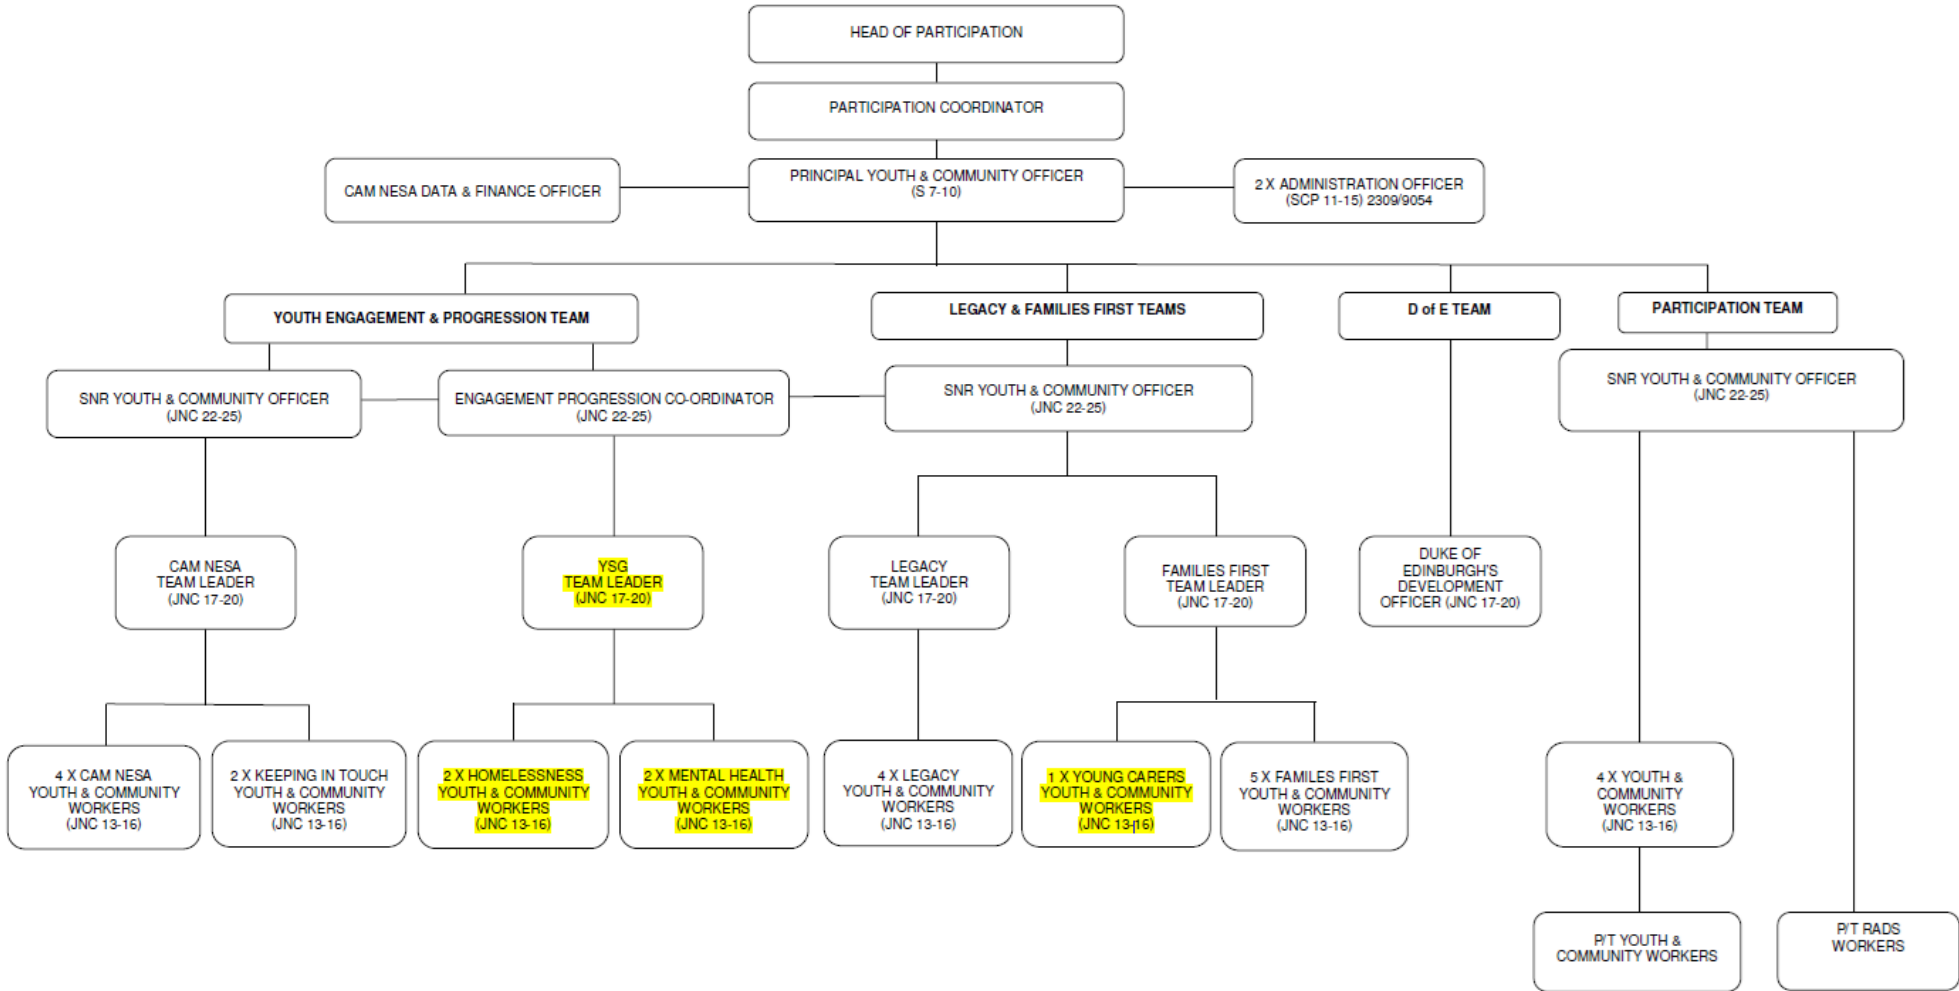 HEAD OF PARTICIPATION
PARTICIPATION COORDINATOR
CAM NESA DATA & FINANCE OFFICER
PRINCIPAL YOUTH & COMMUNITY OFFICER
(S 7-10)
2 X ADMINISTRATION OFFICER
(SCP 11-15) 2309/9054
YOUTH ENGAGEMENT & PROGRESSION TEAM
LEGACY & FAMILIES FIRST TEAMS
D of E TEAM
PARTICIPATION TEAM
SNR YOUTH & COMMUNITY OFFICER
(JNC 22-25)
ENGAGEMENT PROGRESSION CO-ORDINATOR
(JNC 22-25)
SNR YOUTH & COMMUNITY OFFICER
(JNC 22-25)
SNR YOUTH & COMMUNITY OFFICER
(JNC 22-25)
CAM NESA
TEAM LEADER
(JNC 17-20)
YSG
TEAM LEADER
(JNC 17-20)
LEGACY
TEAM LEADER
(JNC 17-20)
FAMILIES FIRST
TEAM LEADER
(JNC 17-20)
DUKE OF
EDINBURGH'S
DEVELOPMENT
OFFICER (JNC 17-20)
4 X CAM NESA
YOUTH & COMMUNITY
WORKERS
(JNC 13-16)
2 X KEEPING IN TOUCH
YOUTH & COMMUNITY
WORKERS
(JNC 13-16)
2 X HOMELESSNESS
YOUTH & COMMUNITY
WORKERS
(JNC 13-16)
2 X MENTAL HEALTH
YOUTH & COMMUNITY
WORKERS
(JNC 13-16)
4 X LEGACY
YOUTH & COMMUNITY
WORKERS
(JNC 13-16)
1 X YOUNG CARERS
YOUTH & COMMUNITY
WORKERS
(JNC 13-16)
5 X FAMILES FIRST
YOUTH & COMMUNITY
WORKERS
(JNC 13-16)
4 X YOUTH &
COMMUNITY
WORKERS
(JNC 13-16)
P/T YOUTH &
COMMUNITY WORKERS
P/T RADS
WORKERS